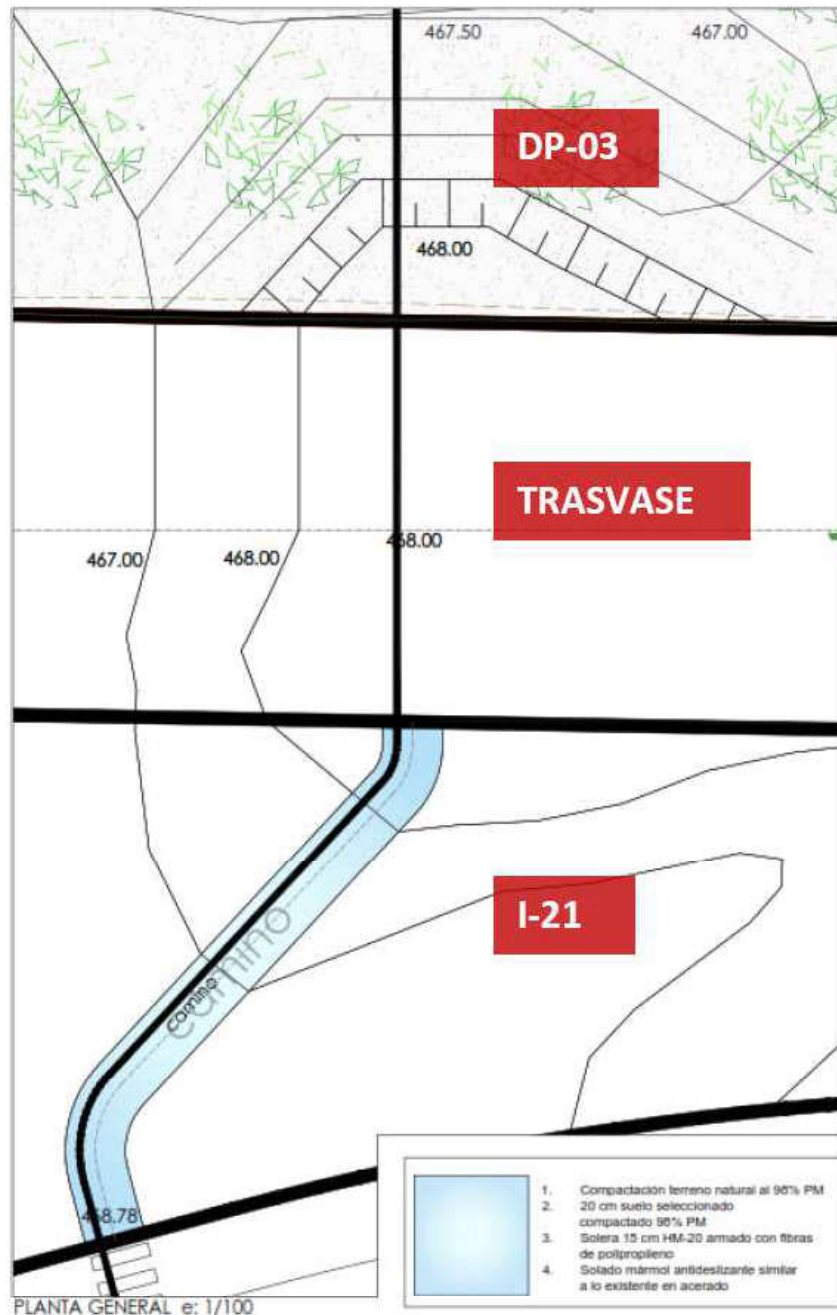 467.50
467.00
DP-03
468.00
TRASVASE
467.00
468.00
468.00
I-21
camino
camino
468.78
1. Compactación terreno natural al 98% PM
2. 20 cm suelo seleccionado
compactado 98% PM
3. Solera 15 cm HM-20 armado con fibras
de polipropileno
4. Solado mármol antideslizante similar
a lo existente en acerado
PLANTA GENERAL e: 1/100